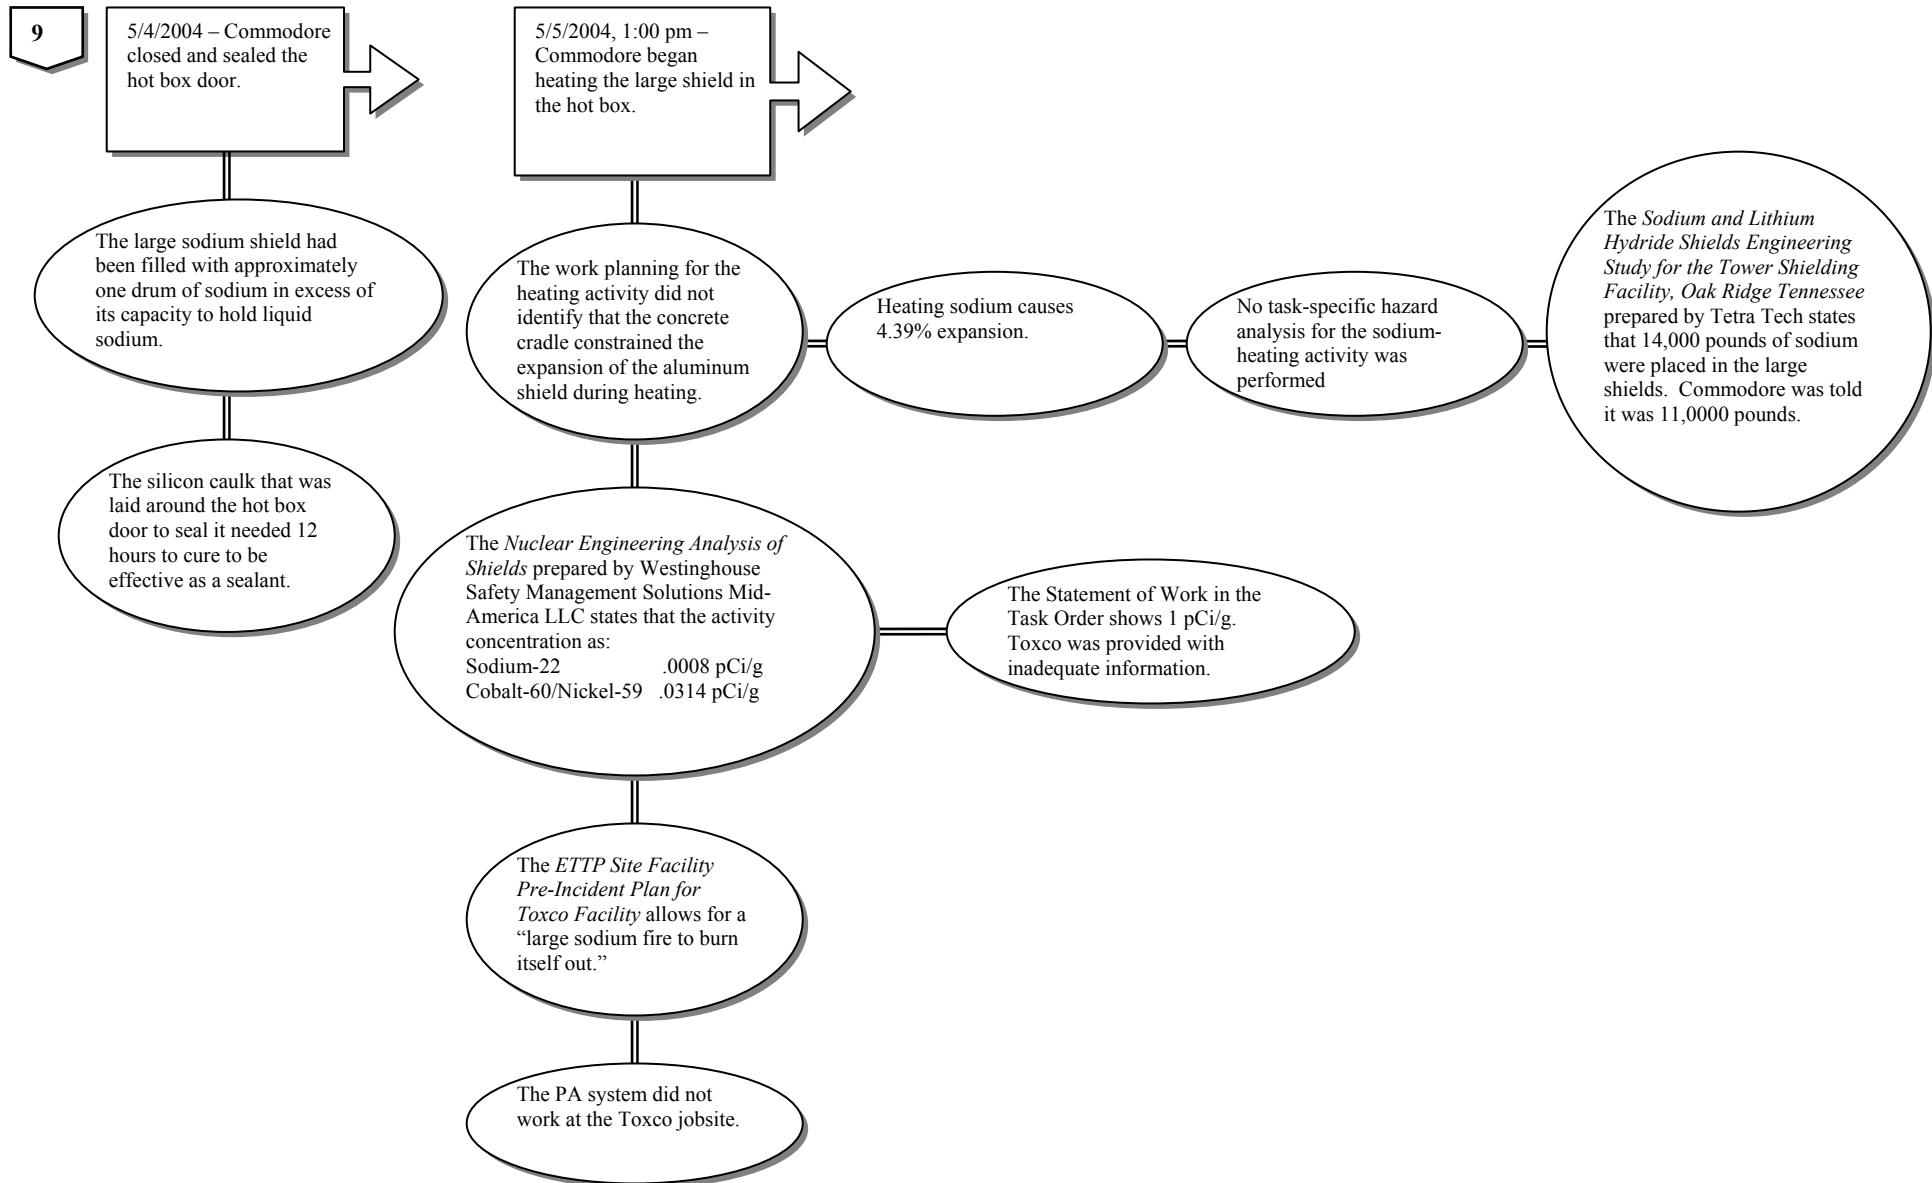 9
5/4/2004 – Commodore
closed and sealed the
hot box door.
5/5/2004, 1:00 pm –
Commodore began
heating the large shield in
the hot box.
The large sodium shield had
been filled with approximately
one drum of sodium in excess of
its capacity to hold liquid
sodium.
The work planning for the
heating activity did not
identify that the concrete
cradle constrained the
expansion of the aluminum
shield during heating.
Heating sodium causes
4.39% expansion.
No task-specific hazard
analysis for the sodium-
heating activity was
performed
The Sodium and Lithium
Hydride Shields Engineering
Study for the Tower Shielding
Facility, Oak Ridge Tennessee
prepared by Tetra Tech states
that 14,000 pounds of sodium
were placed in the large
shields.  Commodore was told
it was 11,0000 pounds.
The silicon caulk that was
laid around the hot box
door to seal it needed 12
hours to cure to be
effective as a sealant.
The Nuclear Engineering Analysis of
Shields prepared by Westinghouse
Safety Management Solutions Mid-
America LLC states that the activity
concentration as:
Sodium-22 .0008 pCi/g
Cobalt-60/Nickel-59 .0314 pCi/g
The Statement of Work in the
Task Order shows 1 pCi/g.
Toxco was provided with
inadequate information.
The ETTP Site Facility
Pre-Incident Plan for
Toxco Facility allows for a
“large sodium fire to burn
itself out.”
The PA system did not
work at the Toxco jobsite.